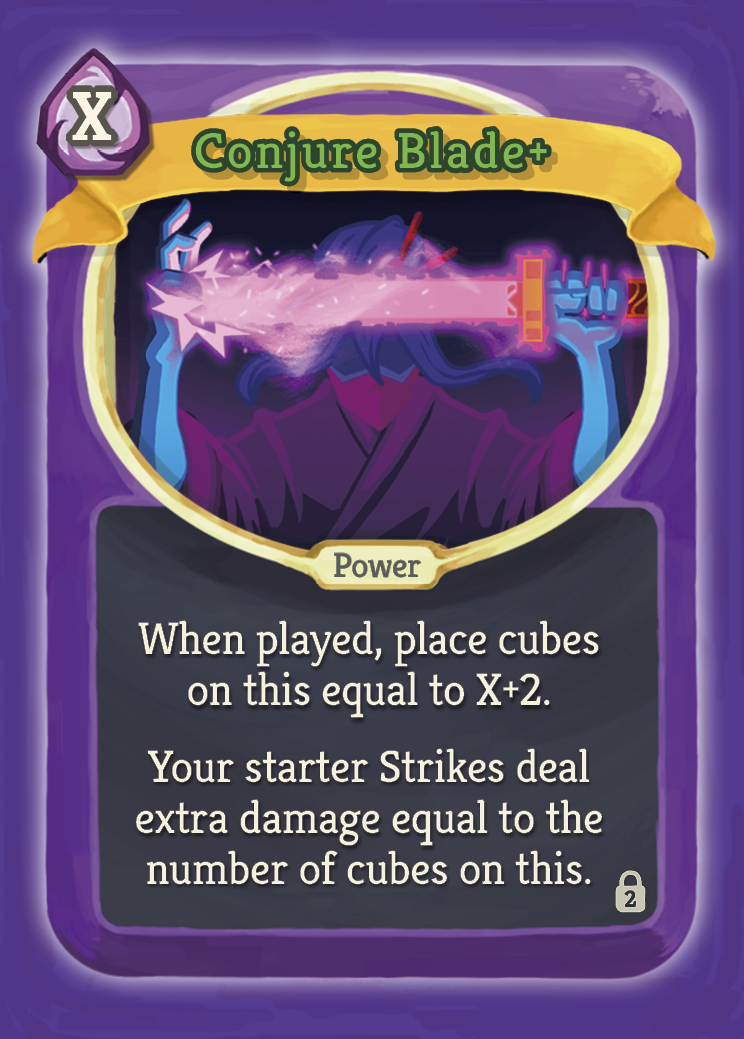 X
Conjure Blade+
Power
When played, place cubes
on this equal to X+2.
Your starter Strikes deal
extra damage equal to the
number of cubes on this.
2